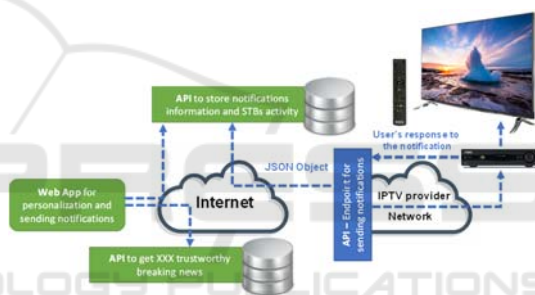 API to store notifications
information and STBs activity
User's response to
the notification
JSON Object
Web App for
personalization and
sending notifications
Internet
API – Endpoint for
sending notifications
IPTV provider
Network
API to get XXX trustworthy
breaking news
OLOGY PUBLICATIONS